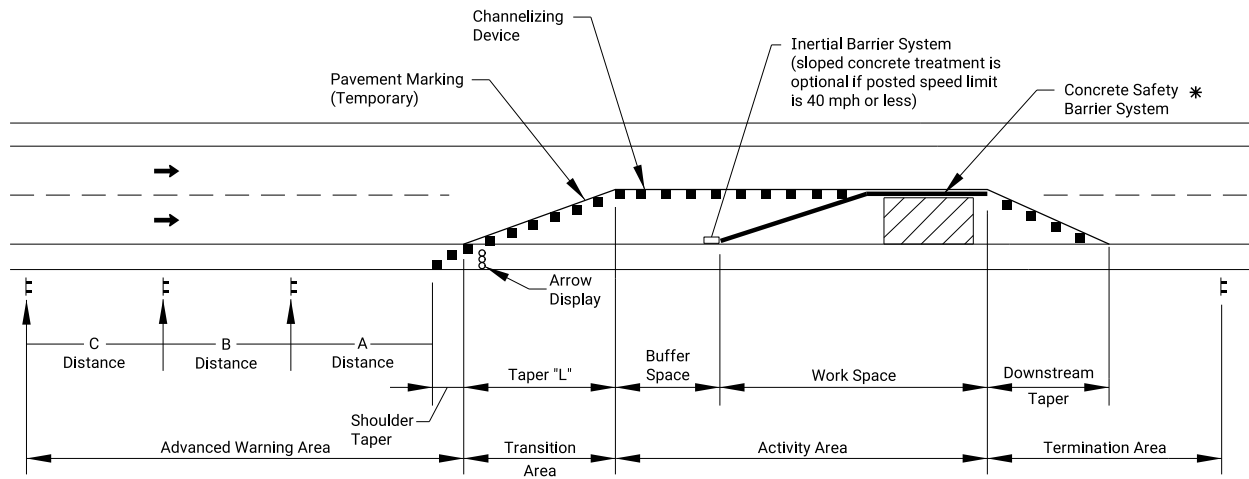 Channelizing
Device
Inertial Barrier System
(sloped concrete treatment is
optional if posted speed limit
is 40 mph or less)
Pavement Marking
(Temporary)
Concrete Safety *
Barrier System
Arrow
Display
C
Distance
B
Distance
A
Distance
Shoulder
Taper
Taper "L"
Buffer
Space
Work Space
Downstream
Taper
Advanced Warning Area
Transition
Area
Activity Area
Termination Area